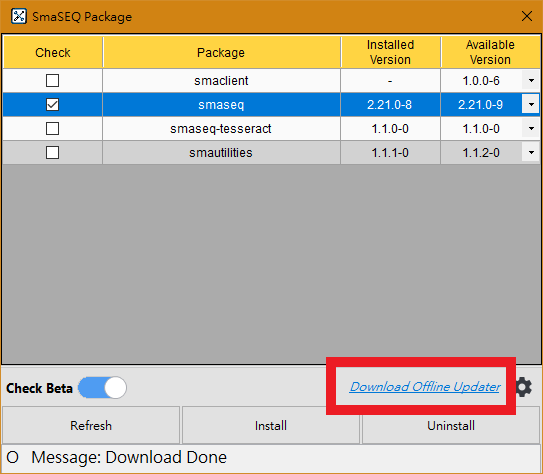 SmaSEQ Package
Check Package Installed Version Available Version
smaclient - 1.0.0-6
smaseq 2.21.0-8 2.21.0-9
smaseq-tesseract 1.1.0-0 1.1.0-0
smautilities 1.1.1-0 1.1.2-0
Check Beta Download Offline Updater
Refresh Install Uninstall
O Message: Download Done